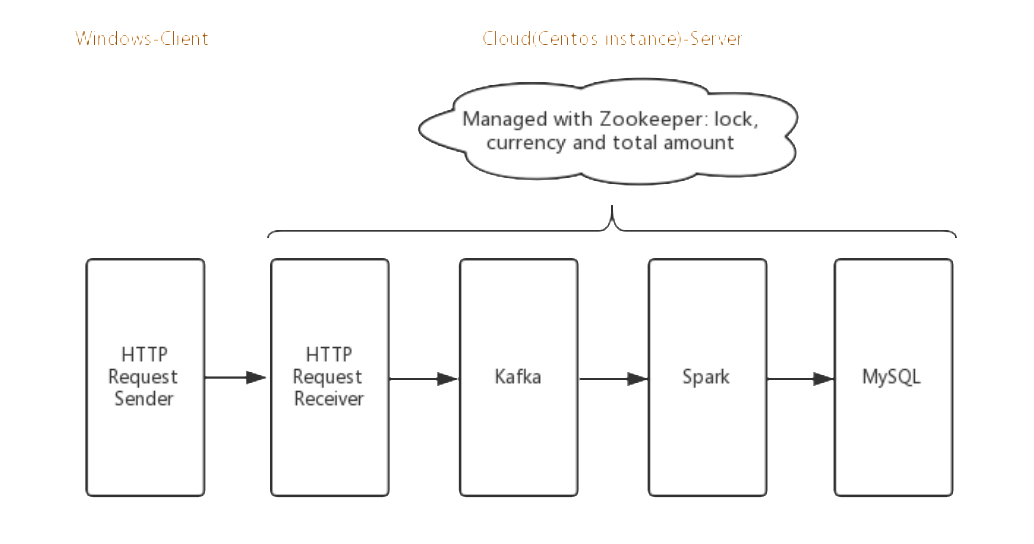 Windows-Client
Cloud(Centos instance)-Server
Managed with Zookeeper: lock,
currency and total amount
HTTP
Request
Sender
HTTP
Request
Receiver
Kafka
Spark
MySQL